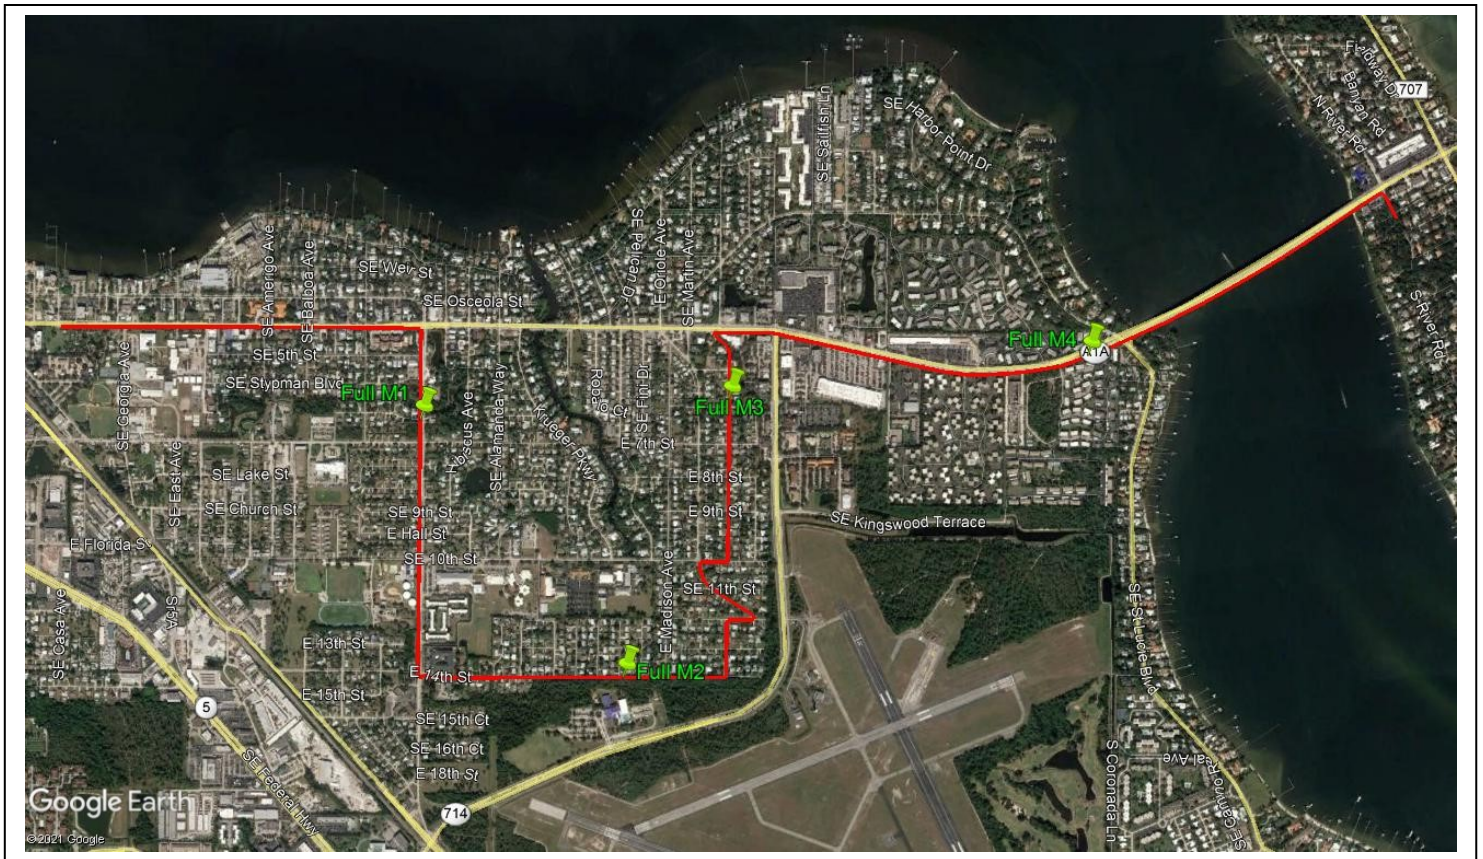 Fieldway Dr
707
Banyan Rd
N River Rd
SE Sailfish Ln
SE Harbor Point Dr
SE Pelican Dr
E Oriole Ave
SE Martin Ave
SE Amerigo Ave
SE Balboa Ave
SE Weir St
SE Osceola St
S River Rd
SE 5th St
SE Georgia Ave
SE Stypman Blvd
Full M1
Full M3
Full M4
A1A
Hibiscus Ave
SE Alamanda Way
Krueger Pkwy
SE Fini Dr
E 7th St
SE Lake St
SE East Ave
E 8th St
SE Church St
SE 9th St
E 9th St
E Hall St
SE Kingswood Terrace
E Florida S
SE 10th St
SE Casa Ave
E Madison Ave
SE 11th St
SE St Lucie Blvd
E 13th St
E 14th St
Full M2
E 15th St
5
SE 15th Ct
SE 16th Ct
E 18th St
SE Federal Hwy
714
S Coronada Ln
SE Camino Real Ave
Google Earth
©2021 Google